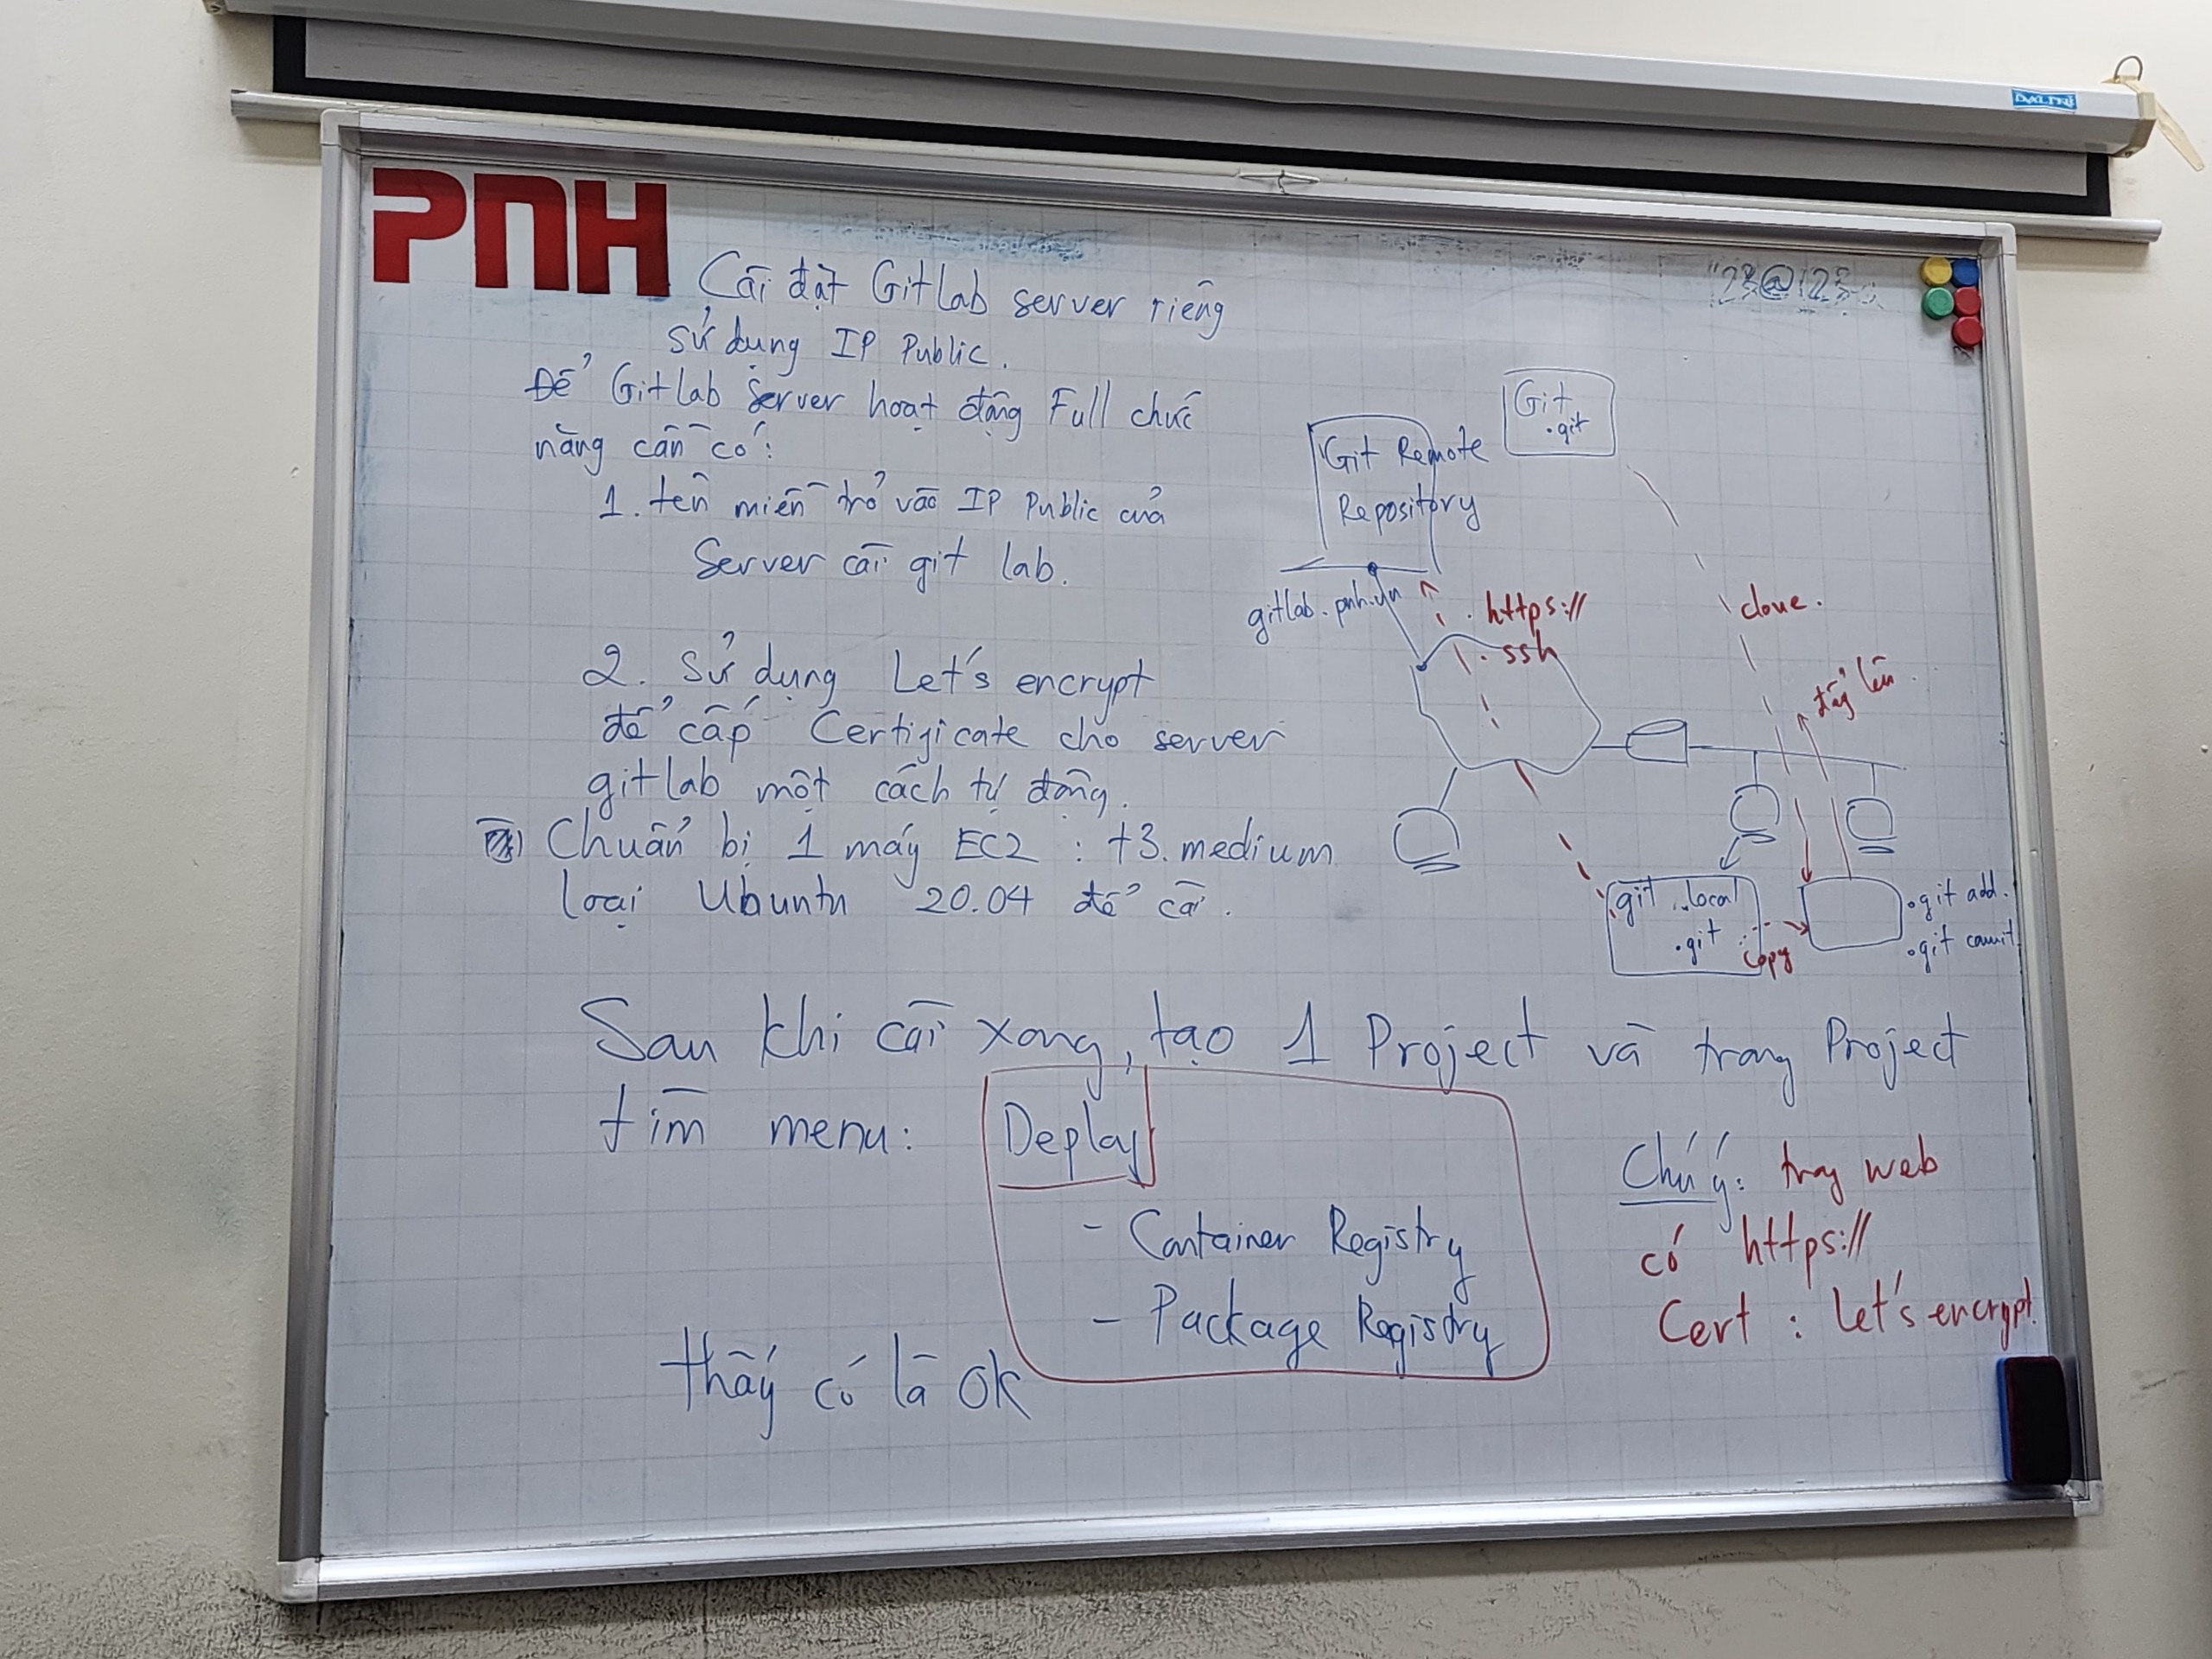 PNH
Cài đặt GitLab server riêng
sử dụng IP Public.
Để Gitlab Server hoạt động Full chức
năng cần có:
1. tên miền trỏ vào IP Public của
Server cài git lab.
2. Sử dụng Let's encrypt
để cấp Certificate cho server
gitlab một cách tự động.
Chuẩn bị 1 máy EC2 : t3.medium
loại Ubuntu 20.04 để cài.
Sau khi cài xong, tạo 1 Project và trong Project
tìm menu:
Deploy
- Container Registry
- Package Registry
thấy có là ok
Git
.git
Git Remote
Repository
gitlab.pnh.vn
. https://
. ssh
clone.
đẩy lên.
git local
.git
copy
.git add.
.git commit
Chú ý: trang web
có https://
Cert : Let's encrypt.
DALITE